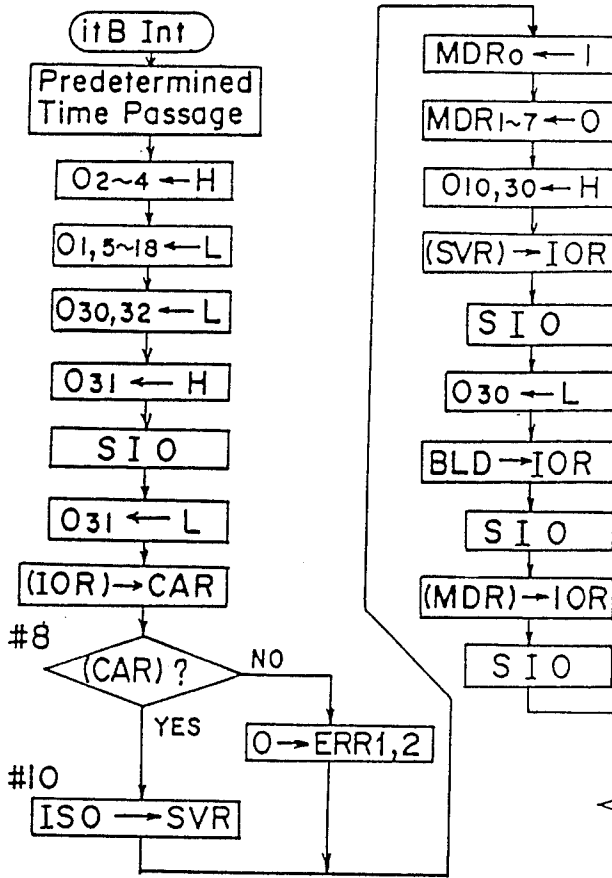 itB Int
Predetermined
Time Passage
O2~4 ← H
O1,5~18 ← L
O30,32 ← L
O31 ← H
SIO
O31 ← L
(IOR) → CAR
#8
(CAR) ?
NO
YES
O → ERR1,2
#10
ISO → SVR
MDR0 ← 1
MDR1~7 ← 0
O10,30 ← H
(SVR) → IOR
SIO
O30 ← L
BLD → IOR
SIO
(MDR) → IOR
SIO